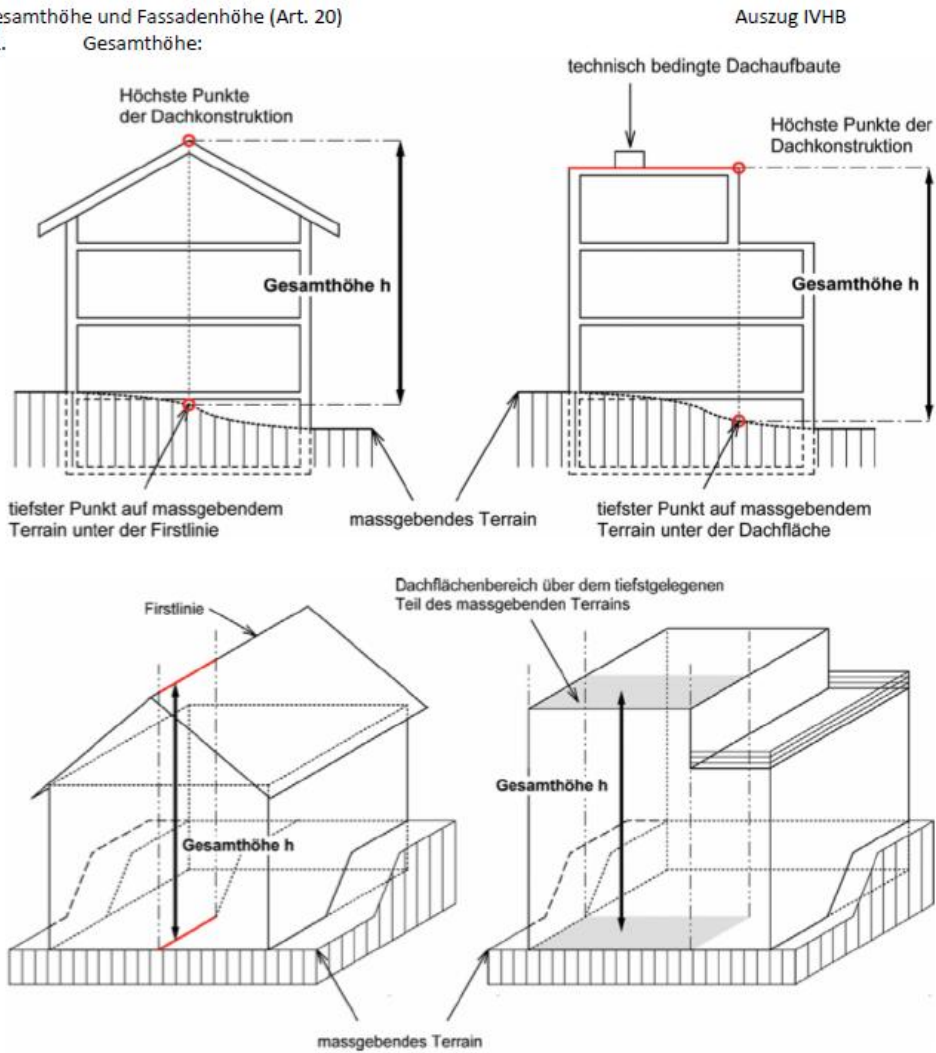 esamthöhe und Fassadenhöhe (Art. 20)
Auszug IVHB
Gesamthöhe:
Höchste Punkte
der Dachkonstruktion
Gesamthöhe h
tiefster Punkt auf massgebendem
Terrain unter der Firstlinie
massgebendes Terrain
technisch bedingte Dachaufbaute
Höchste Punkte der
Dachkonstruktion
Gesamthöhe h
tiefster Punkt auf massgebendem
Terrain unter der Dachfläche
Firstlinie
Gesamthöhe h
Dachflächenbereich über dem tiefstgelegenen
Teil des massgebenden Terrains
Gesamthöhe h
massgebendes Terrain